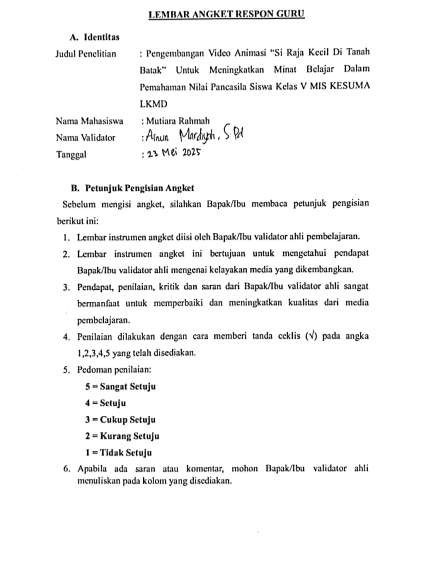 LEMBAR ANGKET RESPON GURU
A. Identitas
Judul Penelitian : Pengembangan Video Animasi "Si Raja Kecil Di Tanah
Batak" Untuk Meningkatkan Minat Belajar Dalam
Pemahaman Nilai Pancasila Siswa Kelas V MIS KESUMA
LKMD
Nama Mahasiswa : Mutiara Rahmah
Nama Validator : Ainun Mardiyah, S.Pd
Tanggal : 23 Mei 2025
B. Petunjuk Pengisian Angket
Sebelum mengisi angket, silahkan Bapak/Ibu membaca petunjuk pengisian
berikut ini:
1. Lembar instrumen angket diisi oleh Bapak/Ibu validator ahli pembelajaran.
2. Lembar instrumen angket ini bertujuan untuk mengetahui pendapat
Bapak/Ibu validator ahli mengenai kelayakan media yang dikembangkan.
3. Pendapat, penilaian, kritik dan saran dari Bapak/Ibu validator ahli sangat
bermanfaat untuk memperbaiki dan meningkatkan kualitas dari media
pembelajaran.
4. Penilaian dilakukan dengan cara memberi tanda ceklis (√) pada angka
1,2,3,4,5 yang telah disediakan.
5. Pedoman penilaian:
5 = Sangat Setuju
4 = Setuju
3 = Cukup Setuju
2 = Kurang Setuju
1 = Tidak Setuju
6. Apabila ada saran atau komentar, mohon Bapak/Ibu validator ahli
menuliskan pada kolom yang disediakan.